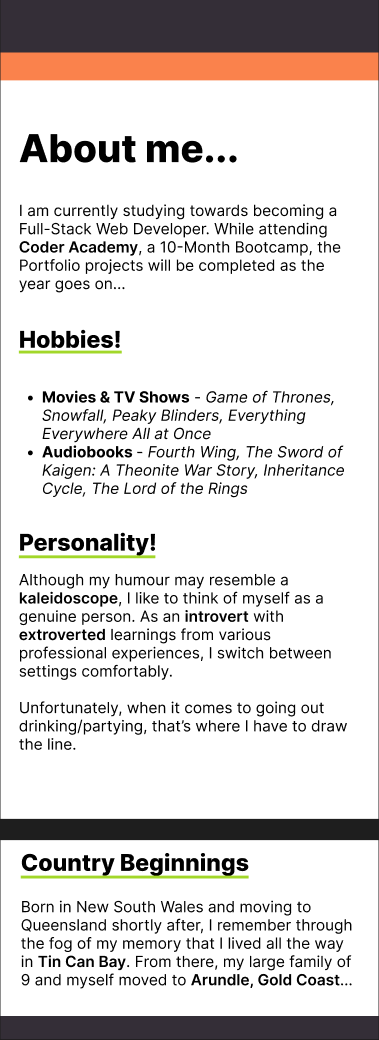 About me...
I am currently studying towards becoming a
Full-Stack Web Developer. While attending
Coder Academy, a 10-Month Bootcamp, the
Portfolio projects will be completed as the
year goes on...
Hobbies!
• Movies & TV Shows - Game of Thrones,
Snowfall, Peaky Blinders, Everything
Everywhere All at Once
• Audiobooks - Fourth Wing, The Sword of
Kaigen: A Theonite War Story, Inheritance
Cycle, The Lord of the Rings
Personality!
Although my humour may resemble a
kaleidoscope, I like to think of myself as a
genuine person. As an introvert with
extroverted learnings from various
professional experiences, I switch between
settings comfortably.
Unfortunately, when it comes to going out
drinking/partying, that’s where I have to draw
the line.
Country Beginnings
Born in New South Wales and moving to
Queensland shortly after, I remember through
the fog of my memory that I lived all the way
in Tin Can Bay. From there, my large family of
9 and myself moved to Arundle, Gold Coast...